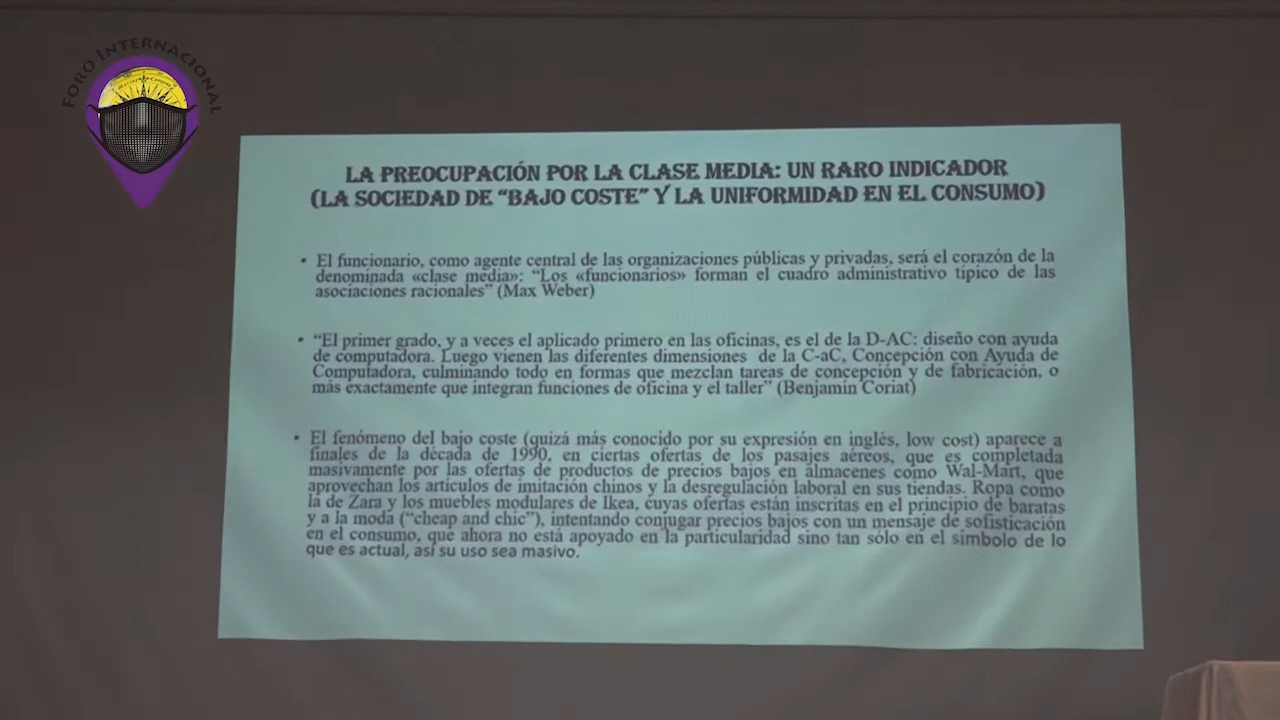 FORO INTERNACIONAL
LA PREOCUPACIÓN POR LA CLASE MEDIA: UN RARO INDICADOR
(LA SOCIEDAD DE “BAJO COSTE” Y LA UNIFORMIDAD EN EL CONSUMO)
• El funcionario, como agente central de las organizaciones públicas y privadas, será el corazón de la
denominada «clase media»: “Los «funcionarios» forman el cuadro administrativo típico de las
asociaciones racionales” (Max Weber)
• “El primer grado, y a veces el aplicado primero en las oficinas, es el de la D-AC: diseño con ayuda
de computadora. Luego vienen las diferentes dimensiones de la C-aC, Concepción con Ayuda de
Computadora, culminando todo en formas que mezclan tareas de concepción y de fabricación, o
más exactamente que integran funciones de oficina y el taller” (Benjamín Coriat)
• El fenómeno del bajo coste (quizá más conocido por su expresión en inglés, low cost) aparece a
finales de la década de 1990, en ciertas ofertas de los pasajes aéreos, que es completada
masivamente por las ofertas de productos de precios bajos en almacenes como Wal-Mart, que
aprovechan los artículos de imitación chinos y la desregulación laboral en sus tiendas. Ropa como
la de Zara y los muebles modulares de Ikea, cuyas ofertas están inscritas en el principio de baratas
y a la moda (“cheap and chic”), intentando conjugar precios bajos con un mensaje de sofisticación
en el consumo, que ahora no está apoyado en la particularidad sino tan sólo en el símbolo de lo
que es actual, así su uso sea masivo.